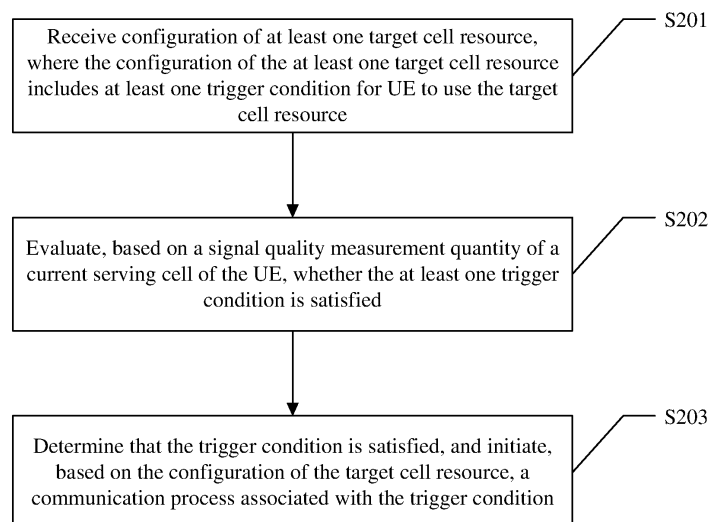 S201
Receive configuration of at least one target cell resource,
where the configuration of the at least one target cell resource
includes at least one trigger condition for UE to use the target
cell resource
S202
Evaluate, based on a signal quality measurement quantity of a
current serving cell of the UE, whether the at least one trigger
condition is satisfied
S203
Determine that the trigger condition is satisfied, and initiate,
based on the configuration of the target cell resource, a
communication process associated with the trigger condition